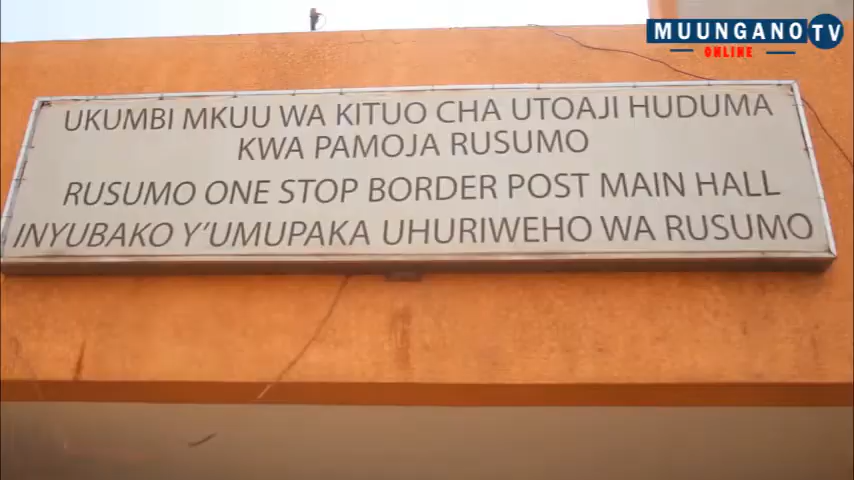 MUUNGANO TV
ONLINE
UKUMBI MKUU WA KITUO CHA UTOAJI HUDUMA
KWA PAMOJA RUSUMO
RUSUMO ONE STOP BORDER POST MAIN HALL
INYUBAKO Y'UMUPAKA UHURIWEHO WA RUSUMO